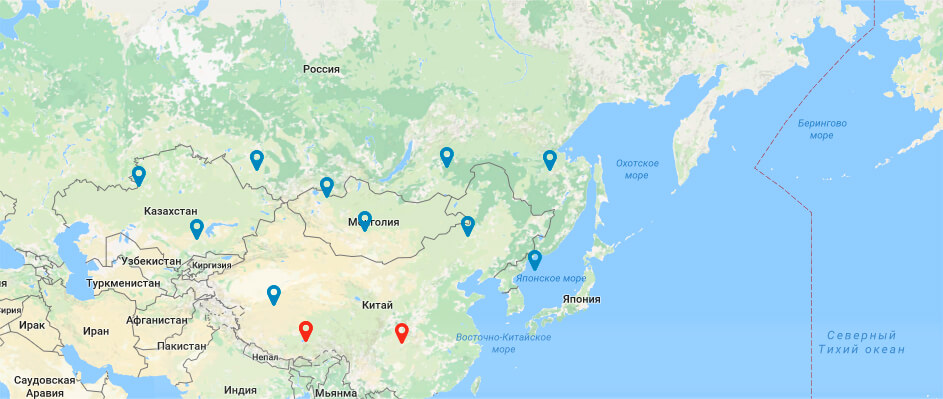 Россия
Берингово
море
Охотское
море
Казахстан
Монголия
Узбекистан
Киргизия
Туркменистан
Японское море
Япония
Китай
Сирия
Ирак
Иран
Афганистан
Пакистан
Непал
Восточно-Китайское
море
Северный
Тихий океан
Саудовская
Аравия
Индия
Мьянма